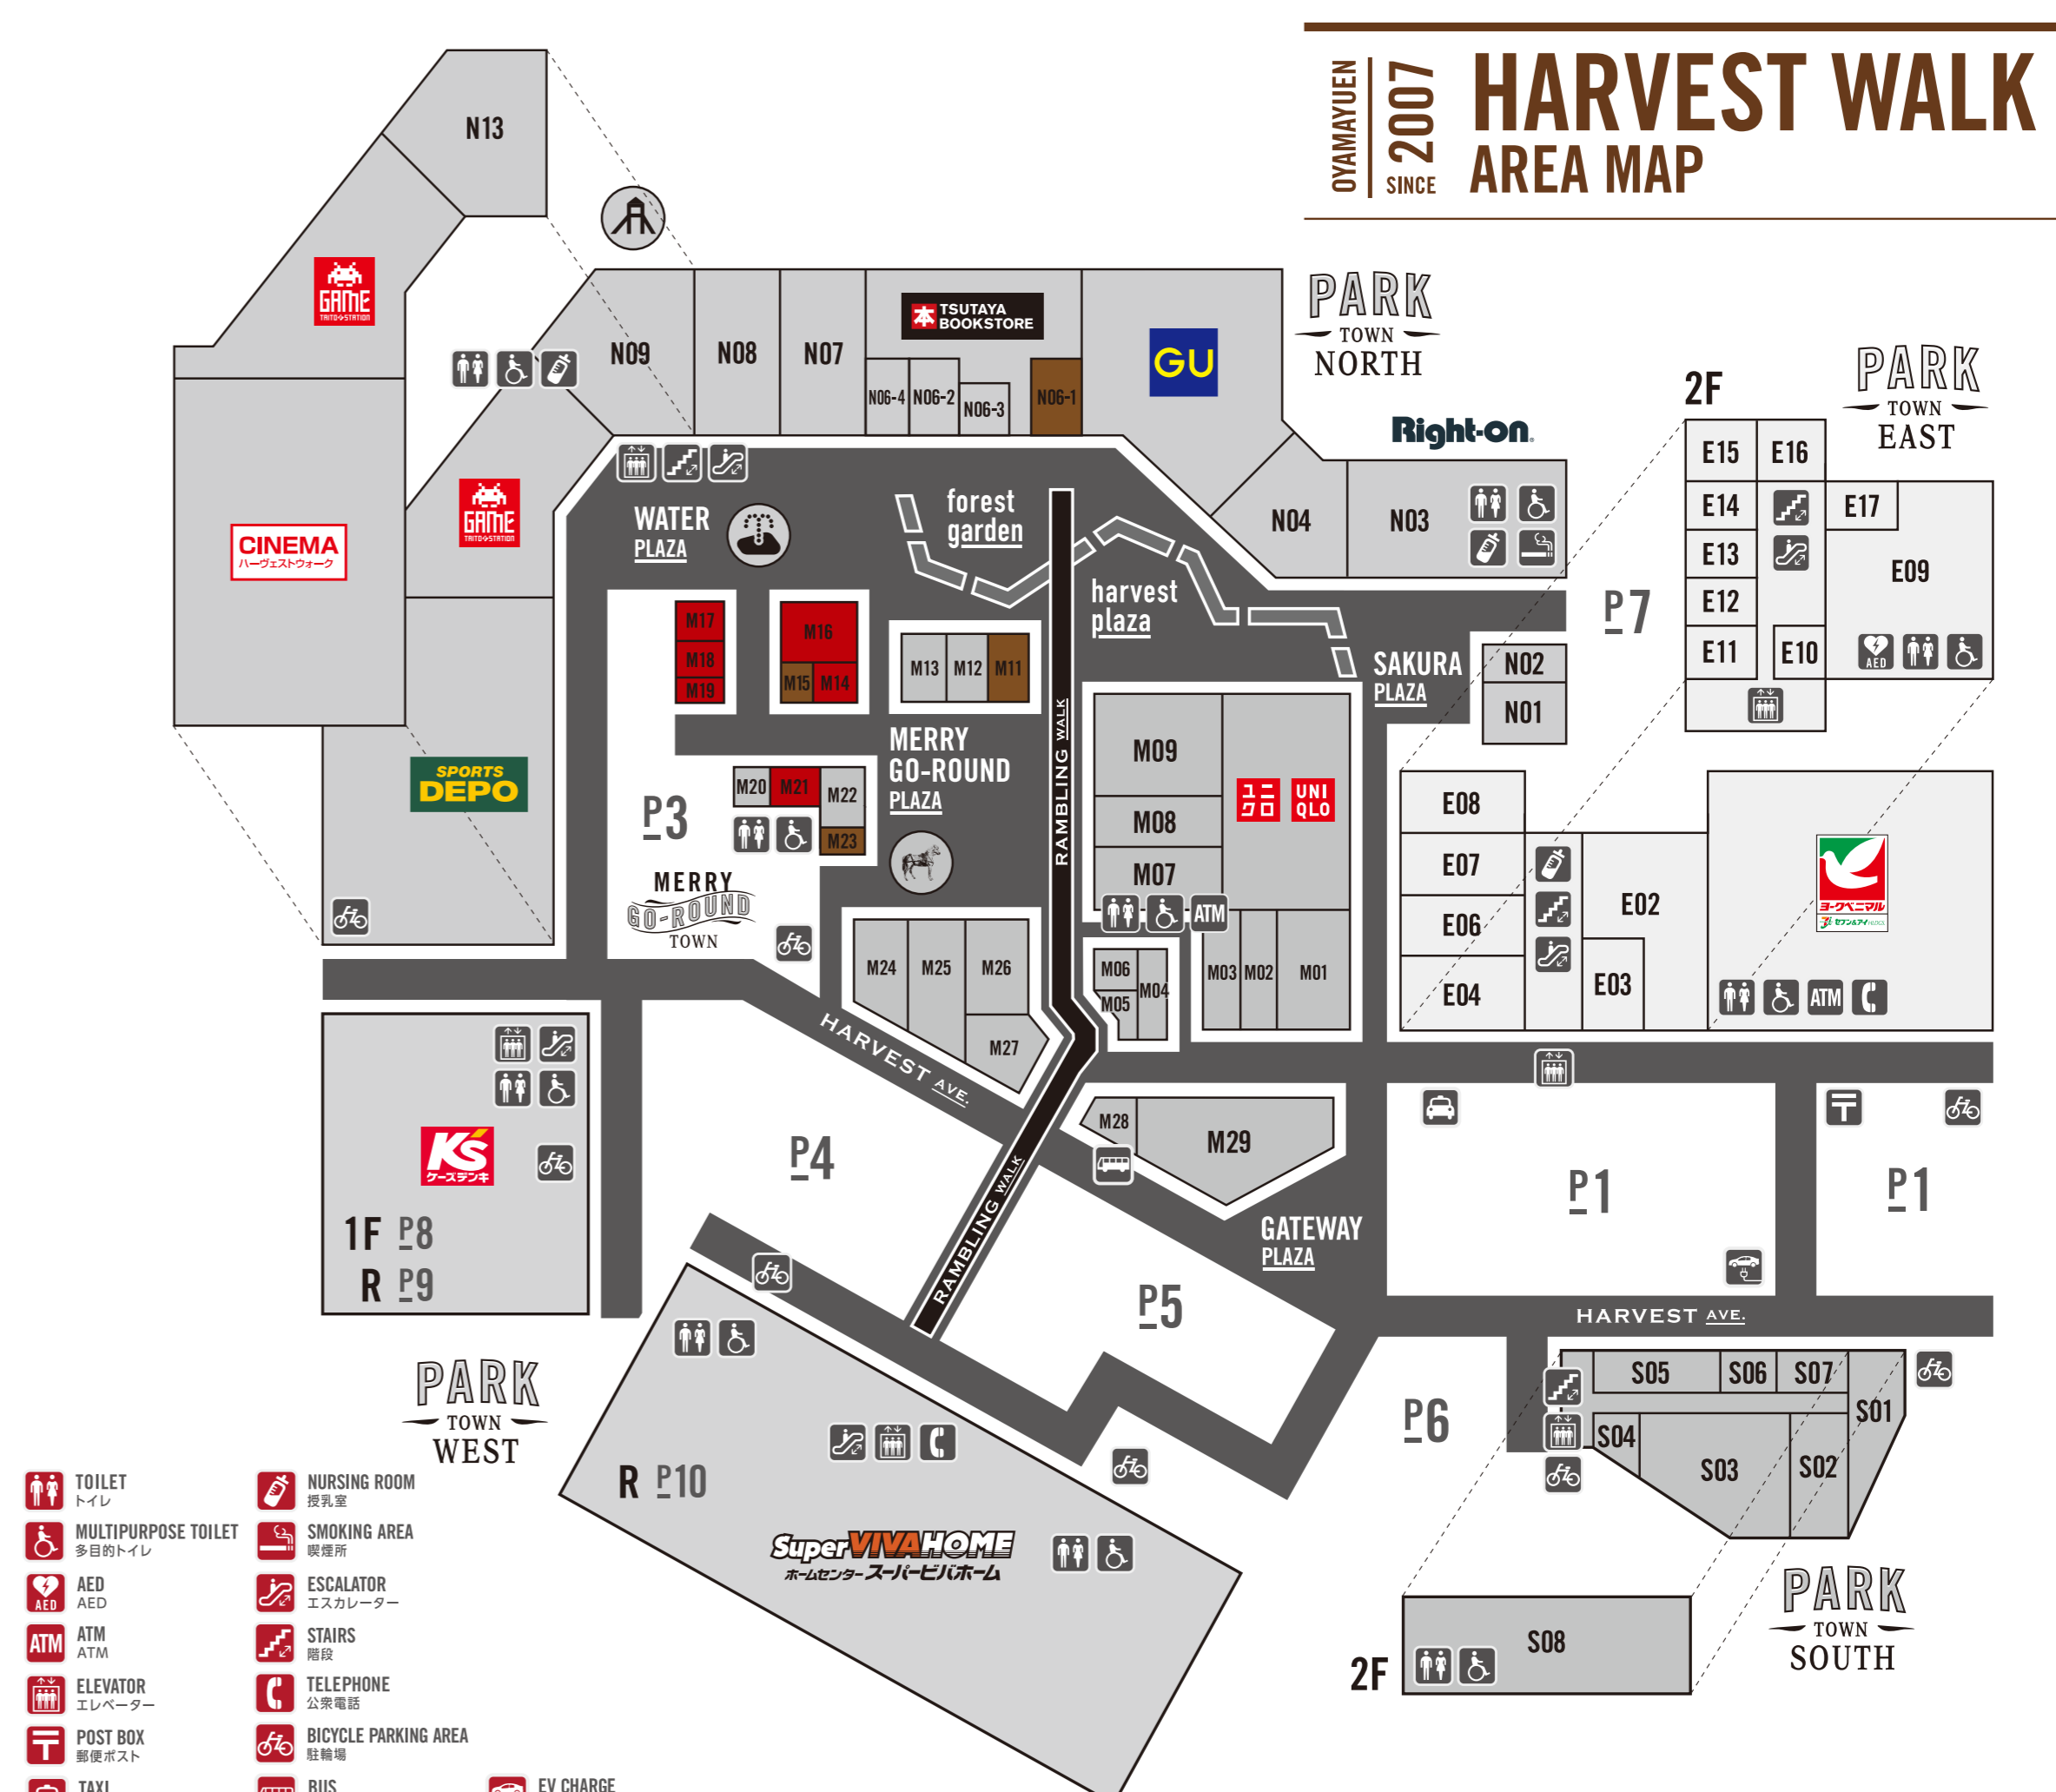 OYAMAYUEN
SINCE 2007
HARVEST WALK
AREA MAP
N13
GAME
TAITO STATION
N09
N08
N07
本 TSUTAYA
BOOKSTORE
N06-4
N06-2
N06-3
N06-1
GU
PARK
TOWN
NORTH
Right-on
N04
N03
2F
PARK
TOWN
EAST
E15
E16
E14
E17
E13
E09
E12
E11
E10
AED
P7
CINEMA
ハーヴェストウォーク
GAME
TAITO STATION
WATER
PLAZA
forest
garden
harvest
plaza
SAKURA
PLAZA
N02
N01
M17
M18
M19
M16
M15
M14
M13
M12
M11
MERRY
GO-ROUND
PLAZA
RAMBLING WALK
M09
M08
M07
ユニ
クロ
UNI
QLO
ATM
SPORTS
DEPO
P3
M20
M21
M22
M23
MERRY
GO-ROUND
TOWN
M24
M25
M26
M27
M06
M05
M04
M03
M02
M01
E08
E07
E06
E04
E02
E03
ヨークベニマル
セブン&アイ HLDGS.
ATM
HARVEST AVE.
M28
M29
K's
ケーズデンキ
1F P8
R P9
P4
RAMBLING WALK
GATEWAY
PLAZA
P5
P1
P1
HARVEST AVE.
P6
S05
S06
S07
S01
S04
S03
S02
S08
2F
PARK
TOWN
SOUTH
PARK
TOWN
WEST
R P10
Super VIVA HOME
ホームセンター スーパービバホーム
TOILET
トイレ
MULTIPURPOSE TOILET
多目的トイレ
AED
AED
AED
ATM
ATM
ATM
ELEVATOR
エレベーター
POST BOX
郵便ポスト
TAXI
NURSING ROOM
授乳室
SMOKING AREA
喫煙所
ESCALATOR
エスカレーター
STAIRS
階段
TELEPHONE
公衆電話
BICYCLE PARKING AREA
駐輪場
BUS
EV CHARGE